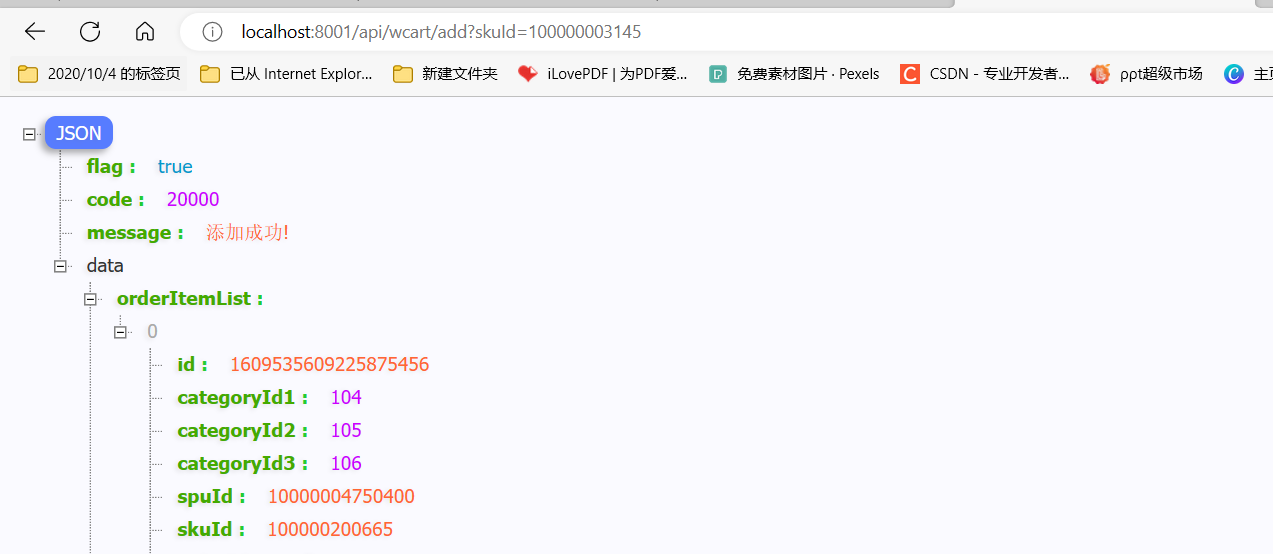 localhost:8001/api/wcart/add?skuId=100000003145
2020/10/4 的标签页 已从 Internet Explor... 新建文件夹 iLovePDF | 为PDF爱... 免费素材图片 · Pexels CSDN - 专业开发者... ppt超级市场 主页
JSON
flag : true
code : 20000
message : 添加成功!
data
orderItemList :
0
id : 1609535609225875456
categoryId1 : 104
categoryId2 : 105
categoryId3 : 106
spuId : 10000004750400
skuId : 100000200665